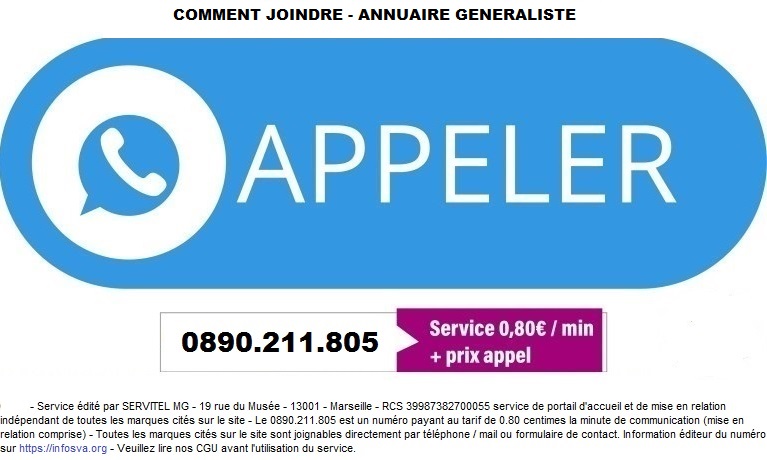 COMMENT JOINDRE - ANNUAIRE GENERALISTE
APPELER
0890.211.805
Service 0,80€ / min
+ prix appel
- Service édité par SERVITEL MG - 19 rue du Musée - 13001 - Marseille - RCS 39987382700055 service de portail d'accueil et de mise en relation
indépendant de toutes les marques cités sur le site - Le 0890.211.805 est un numéro payant au tarif de 0.80 centimes la minute de communication (mise en
relation comprise) - Toutes les marques cités sur le site sont joignables directement par téléphone / mail ou formulaire de contact. Information éditeur du numéro
sur https://infosva.org - Veuillez lire nos CGU avant l'utilisation du service.